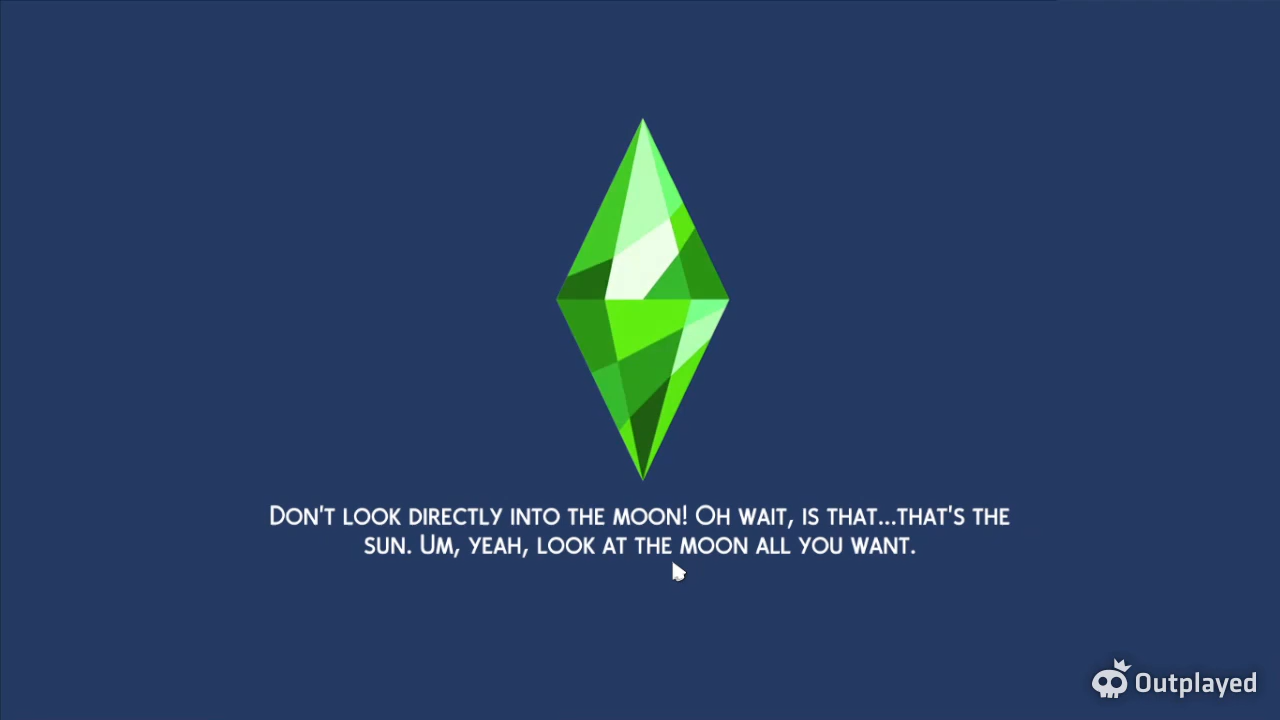 Don't look directly into the moon! Oh wait, is that...that's the
sun. Um, yeah, look at the moon all you want.
Outplayed